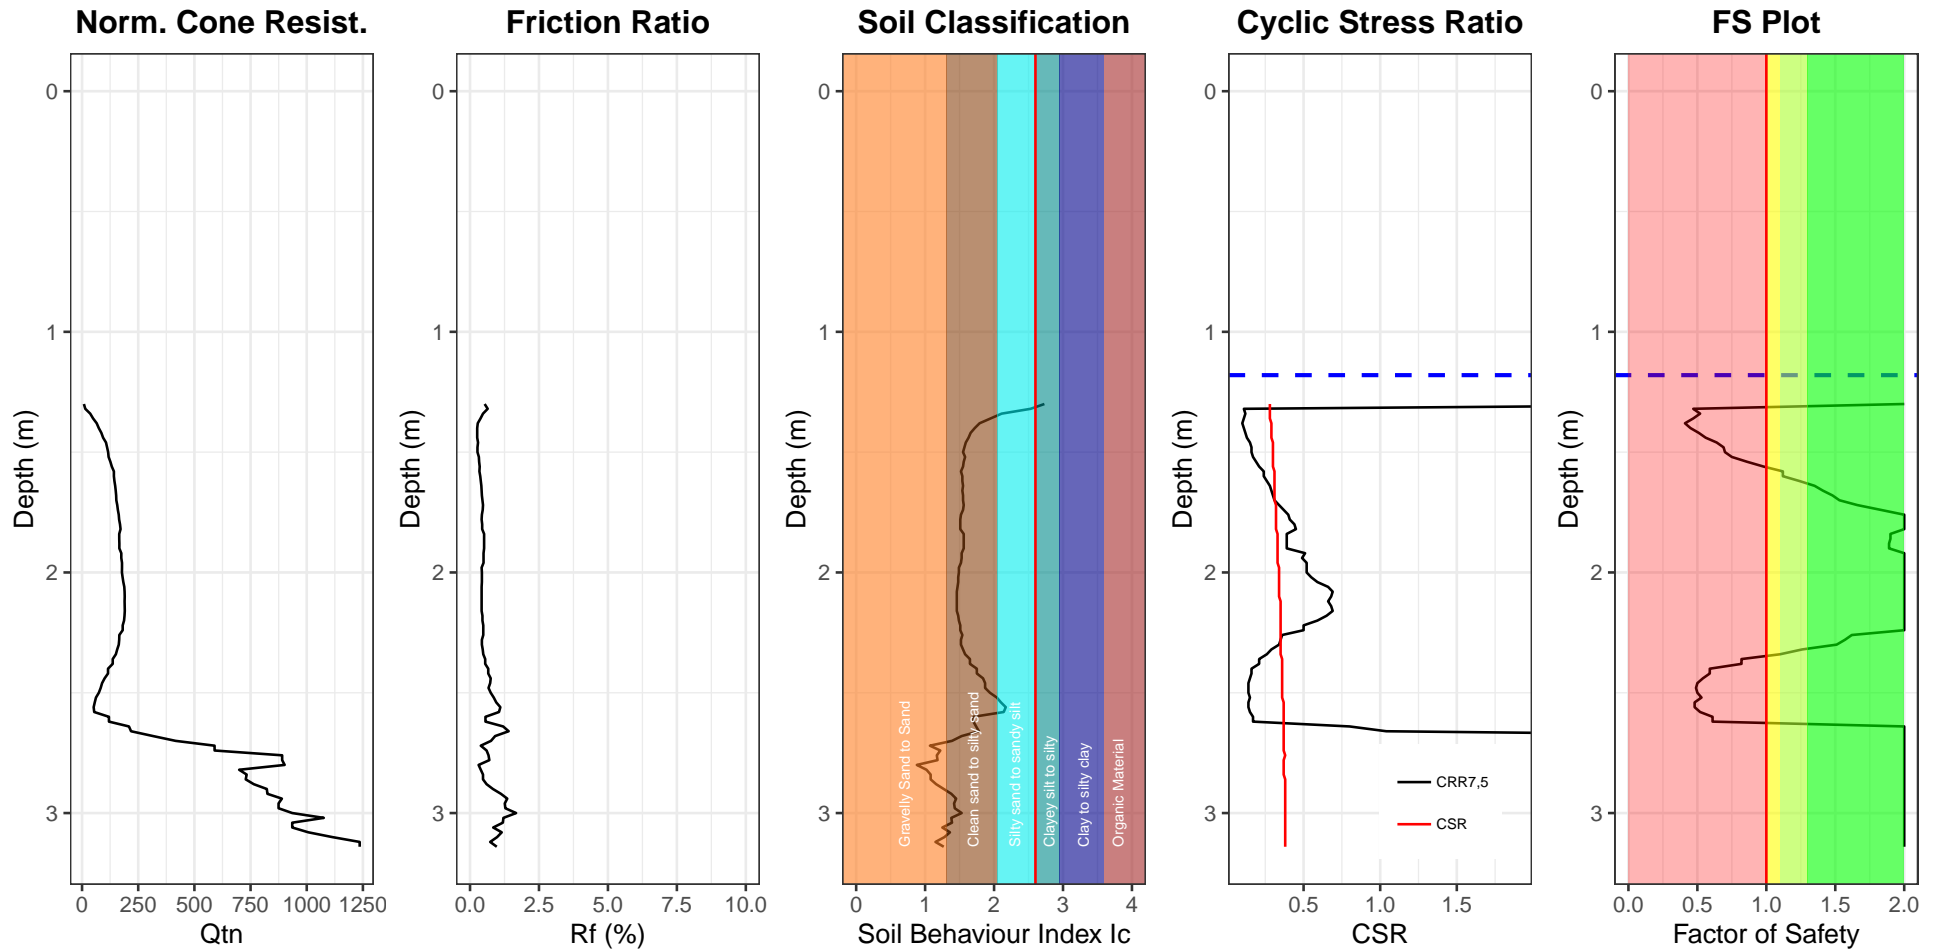 Norm. Cone Resist.
Friction Ratio
Soil Classification
Cyclic Stress Ratio
FS Plot
Depth (m)
0
1
2
3
0
250
500
750
1000
1250
Qtn
Depth (m)
0
1
2
3
0.0
2.5
5.0
7.5
10.0
Rf (%)
Depth (m)
0
1
2
3
Gravelly Sand to Sand
Clean sand to silty sand
Silty sand to sandy silt
Clayey silt to silty
Clay to silty clay
Organic Material
0
1
2
3
4
Soil Behaviour Index Ic
Depth (m)
0
1
2
3
CRR7,5
CSR
0.5
1.0
1.5
CSR
Depth (m)
0
1
2
3
0.0
0.5
1.0
1.5
2.0
Factor of Safety